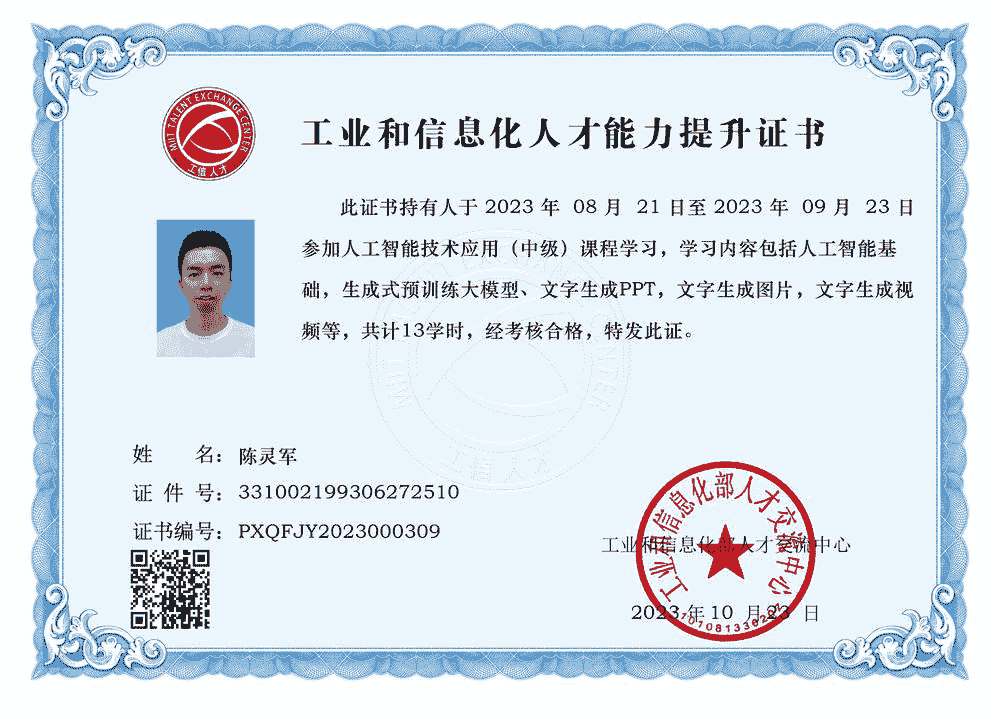 MIIT TALENT EXCHANGE CENTER
工信人才
工业和信息化人才能力提升证书
此证书持有人于 2023 年 08 月 21 日至 2023 年 09 月 23 日
参加人工智能技术应用（中级）课程学习，学习内容包括人工智能基
础，生成式预训练大模型、文字生成PPT，文字生成图片，文字生成视
频等，共计13学时，经考核合格，特发此证。
姓 名：陈灵军
证 件 号：331002199306272510
证书编号：PXQFJY2023000309
工业和信息化部人才交流中心
工业和信息化部人才交流中心
2023 年 10 月 23 日